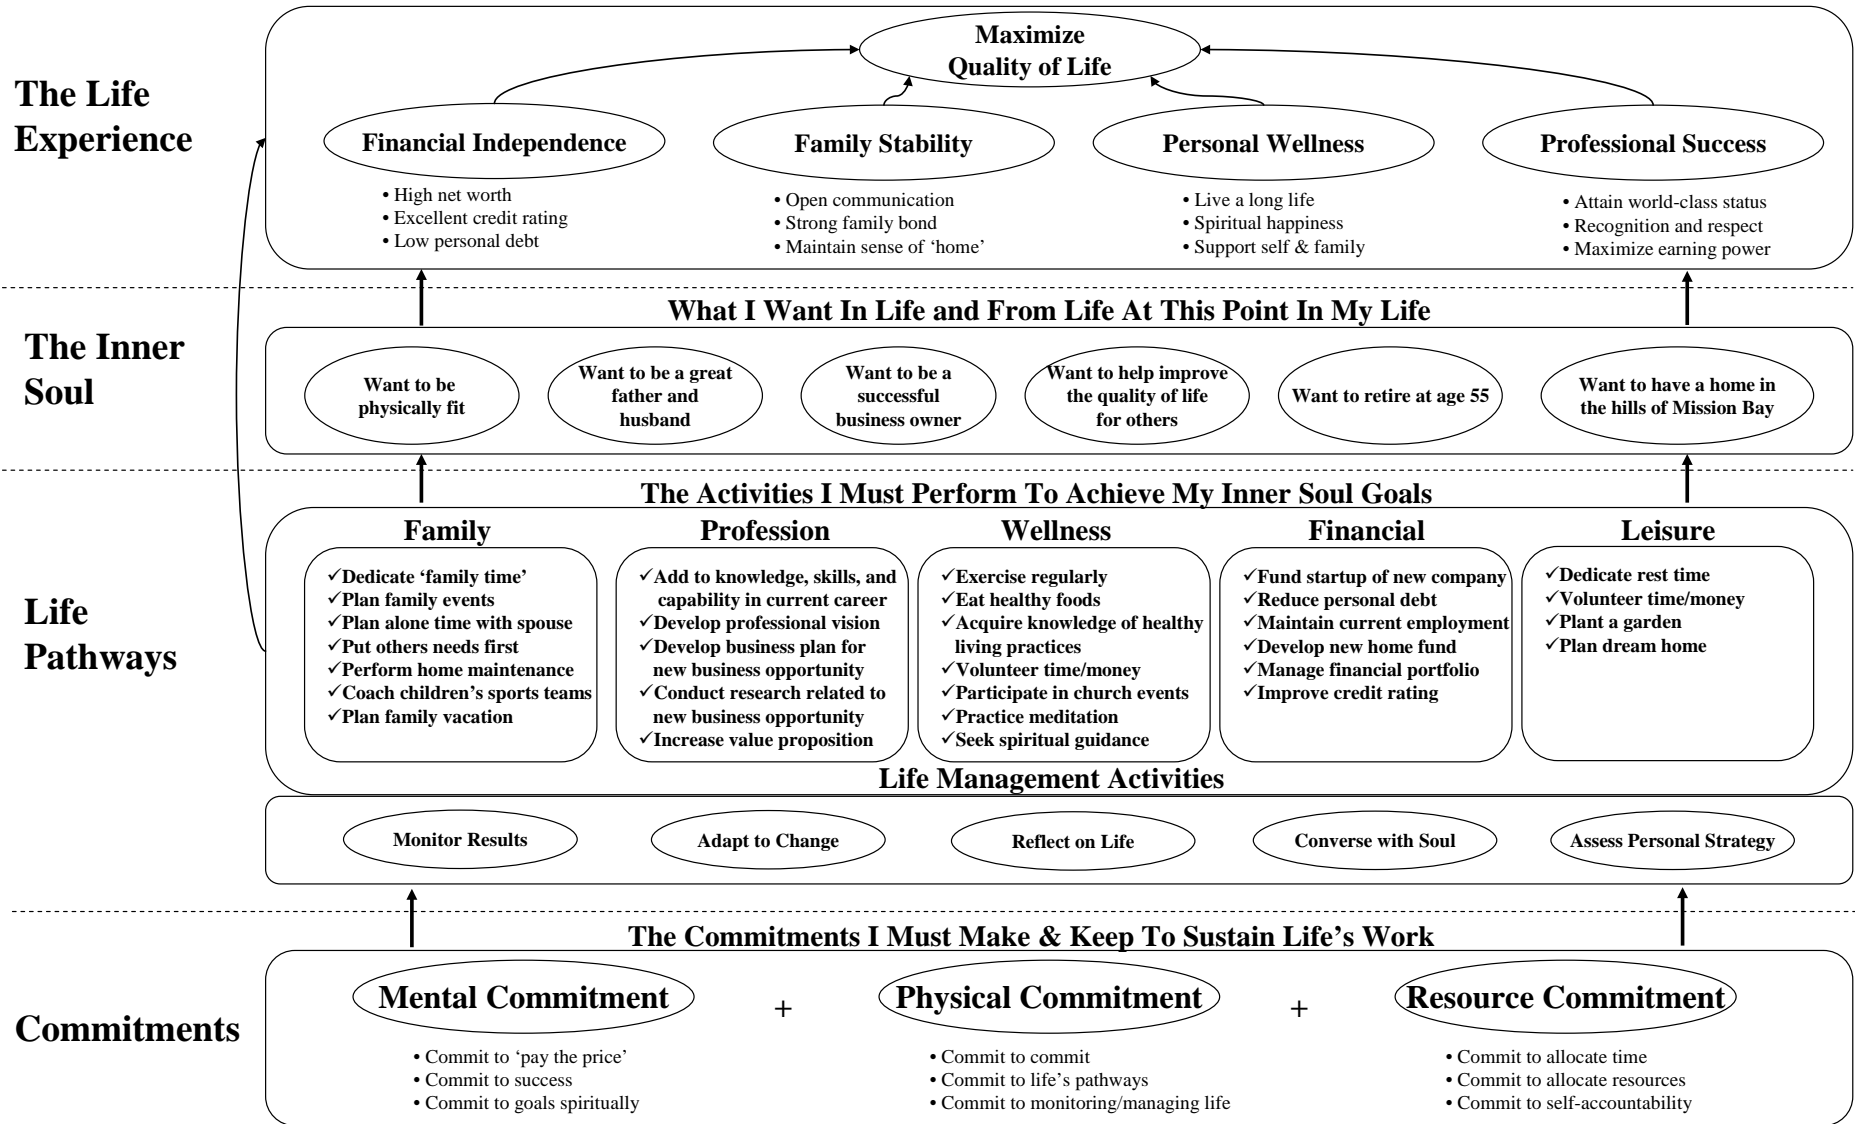 Maximize
Quality of Life
The Life
Experience
Financial Independence
Family Stability
Personal Wellness
Professional Success
• High net worth
• Excellent credit rating
• Low personal debt
• Open communication
• Strong family bond
• Maintain sense of ‘home’
• Live a long life
• Spiritual happiness
• Support self & family
• Attain world-class status
• Recognition and respect
• Maximize earning power
What I Want In Life and From Life At This Point In My Life
The Inner
Soul
Want to be
physically fit
Want to be a great
father and
husband
Want to be a
successful
business owner
Want to help improve
the quality of life
for others
Want to retire at age 55
Want to have a home in
the hills of Mission Bay
The Activities I Must Perform To Achieve My Inner Soul Goals
Life
Pathways
Family
✓Dedicate ‘family time’
✓Plan family events
✓Plan alone time with spouse
✓Put others needs first
✓Perform home maintenance
✓Coach children’s sports teams
✓Plan family vacation
Profession
✓Add to knowledge, skills, and
capability in current career
✓Develop professional vision
✓Develop business plan for
new business opportunity
✓Conduct research related to
new business opportunity
✓Increase value proposition
Wellness
✓Exercise regularly
✓Eat healthy foods
✓Acquire knowledge of healthy
living practices
✓Volunteer time/money
✓Participate in church events
✓Practice meditation
✓Seek spiritual guidance
Financial
✓Fund startup of new company
✓Reduce personal debt
✓Maintain current employment
✓Develop new home fund
✓Manage financial portfolio
✓Improve credit rating
Leisure
✓Dedicate rest time
✓Volunteer time/money
✓Plant a garden
✓Plan dream home
Life Management Activities
Monitor Results
Adapt to Change
Reflect on Life
Converse with Soul
Assess Personal Strategy
The Commitments I Must Make & Keep To Sustain Life’s Work
Commitments
Mental Commitment
+
Physical Commitment
+
Resource Commitment
• Commit to ‘pay the price’
• Commit to success
• Commit to goals spiritually
• Commit to commit
• Commit to life’s pathways
• Commit to monitoring/managing life
• Commit to allocate time
• Commit to allocate resources
• Commit to self-accountability